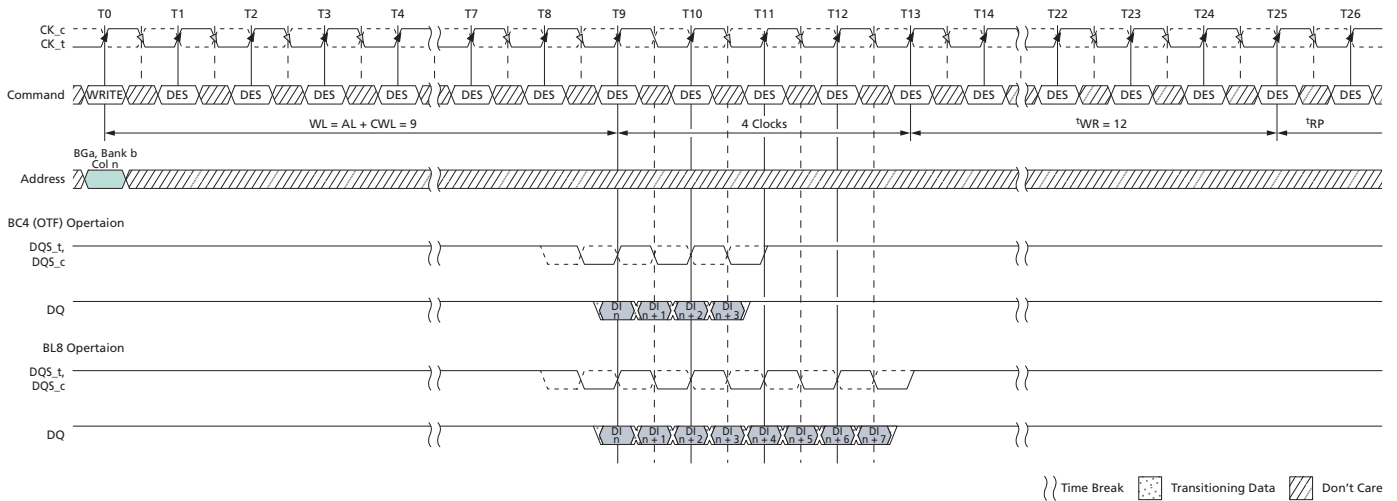 T0 T1 T2 T3 T4 T7 T8 T9 T10 T11 T12 T13 T14 T22 T23 T24 T25 T26
CK_c
CK_t
Command WRITE DES DES DES DES DES DES DES DES DES DES DES DES DES DES DES DES DES
WL = AL + CWL = 9 4 Clocks tWR = 12 tRP
BGa, Bank b
Col n
Address
BC4 (OTF) Opertaion
DQS_t,
DQS_c
DQ DI n DI n + 1 DI n + 2 DI n + 3
BL8 Opertaion
DQS_t,
DQS_c
DQ DI n DI n + 1 DI n + 2 DI n + 3 DI n + 4 DI n + 5 DI n + 6 DI n + 7
Time Break Transitioning Data Don't Care